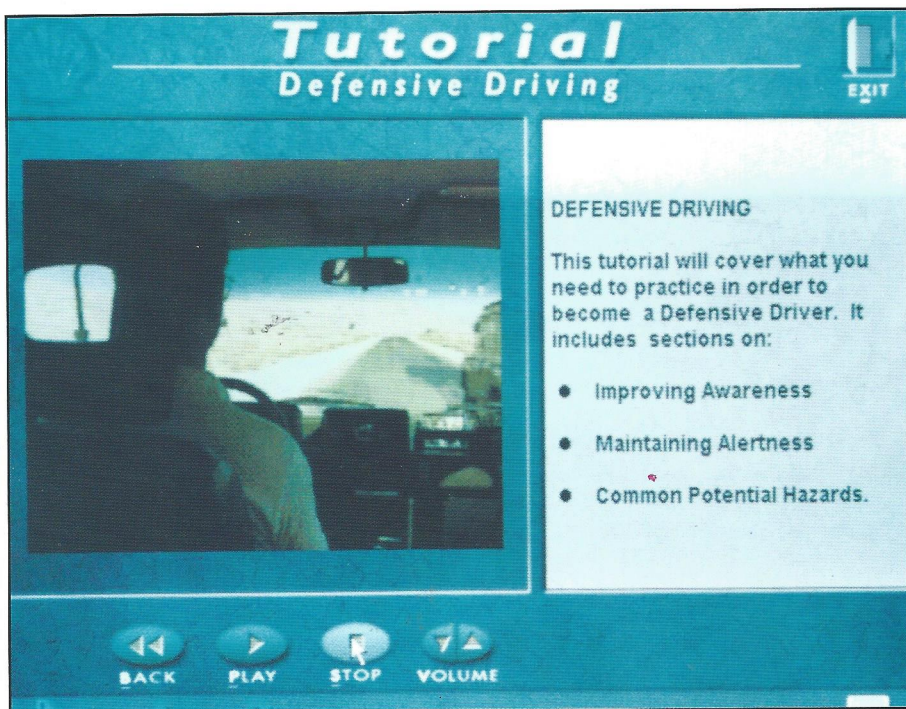 Tutorial
Defensive Driving
EXIT
DEFENSIVE DRIVING
This tutorial will cover what you
need to practice in order to
become a Defensive Driver. It
includes sections on:
● Improving Awareness
● Maintaining Alertness
● Common Potential Hazards.
BACK
PLAY
STOP
VOLUME